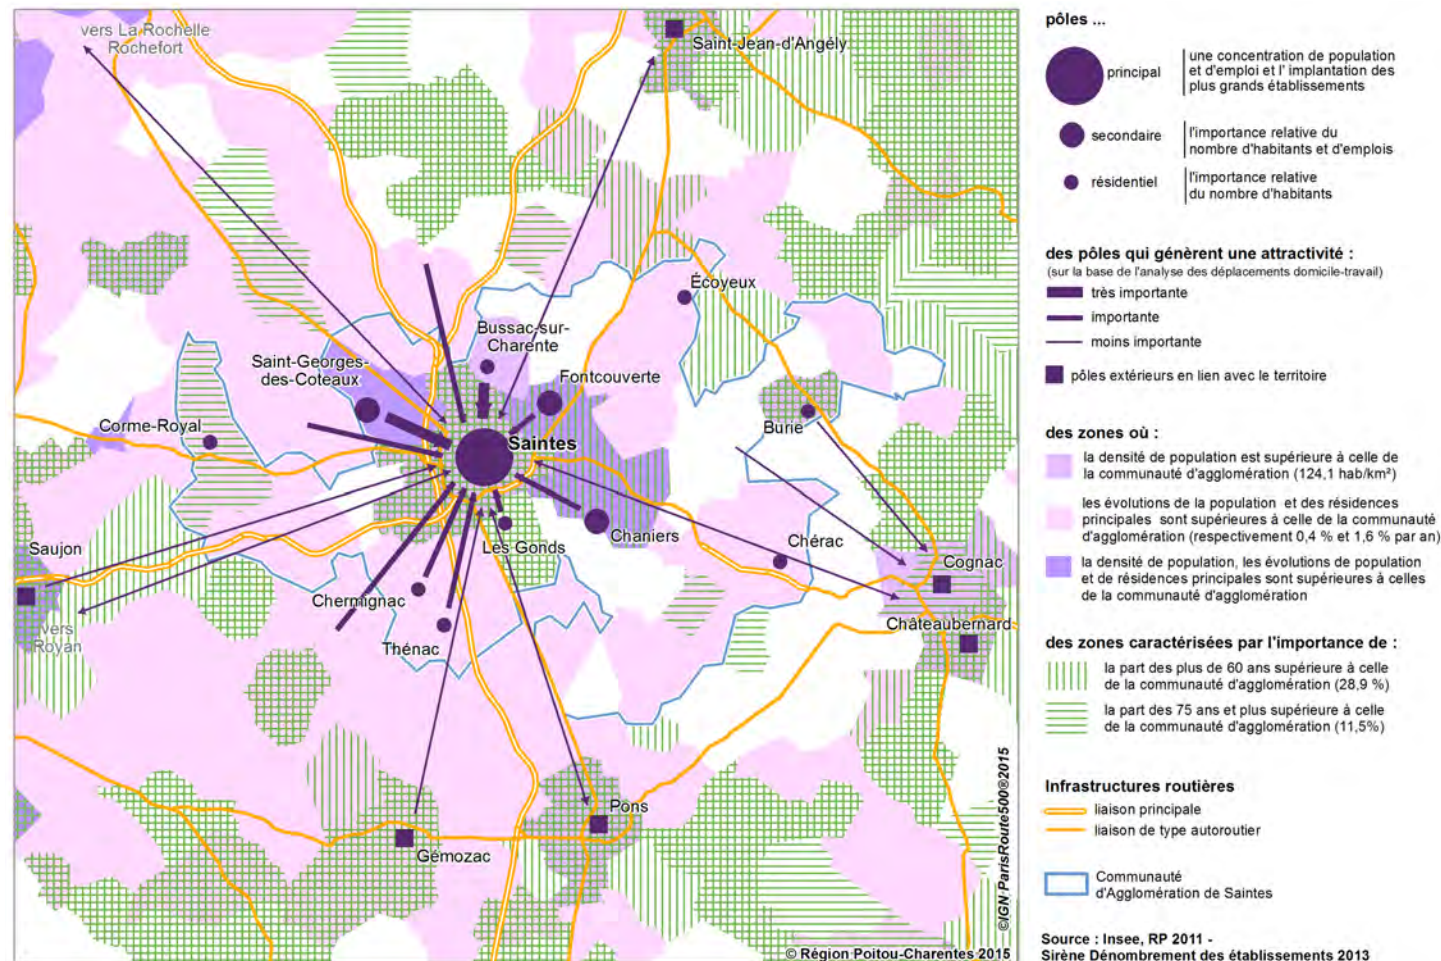 vers La Rochelle
Rochefort
Saint-Jean-d'Angély
Écoyeux
Bussac-sur-
Charente
Saint-Georges-
des-Coteaux
Fontcouverte
Corme-Royal
Saintes
Burie
Saujon
Les Gonds
Chaniers
Chérac
Cognac
Chermignac
Châteaubernard
vers
Royan
Thénac
Pons
Gémozac
©IGN ParisRoute500®2015
© Région Poitou-Charentes 2015
pôles ...
principal
une concentration de population
et d'emploi et l' implantation des
plus grands établissements
secondaire
l'importance relative du
nombre d'habitants et d'emplois
résidentiel
l'importance relative
du nombre d'habitants
des pôles qui génèrent une attractivité :
(sur la base de l'analyse des déplacements domicile-travail)
très importante
importante
moins importante
pôles extérieurs en lien avec le territoire
des zones où :
la densité de population est supérieure à celle de
la communauté d'agglomération (124,1 hab/km²)
les évolutions de la population et des résidences
principales sont supérieures à celle de la communauté
d'agglomération (respectivement 0,4 % et 1,6 % par an)
la densité de population, les évolutions de population
et de résidences principales sont supérieures à celles
de la communauté d'agglomération
des zones caractérisées par l'importance de :
la part des plus de 60 ans supérieure à celle
de la communauté d'agglomération (28,9 %)
la part des 75 ans et plus supérieure à celle
de la communauté d'agglomération (11,5%)
Infrastructures routières
liaison principale
liaison de type autoroutier
Communauté
d'Agglomération de Saintes
Source : Insee, RP 2011 -
Sirène Dénombrement des établissements 2013